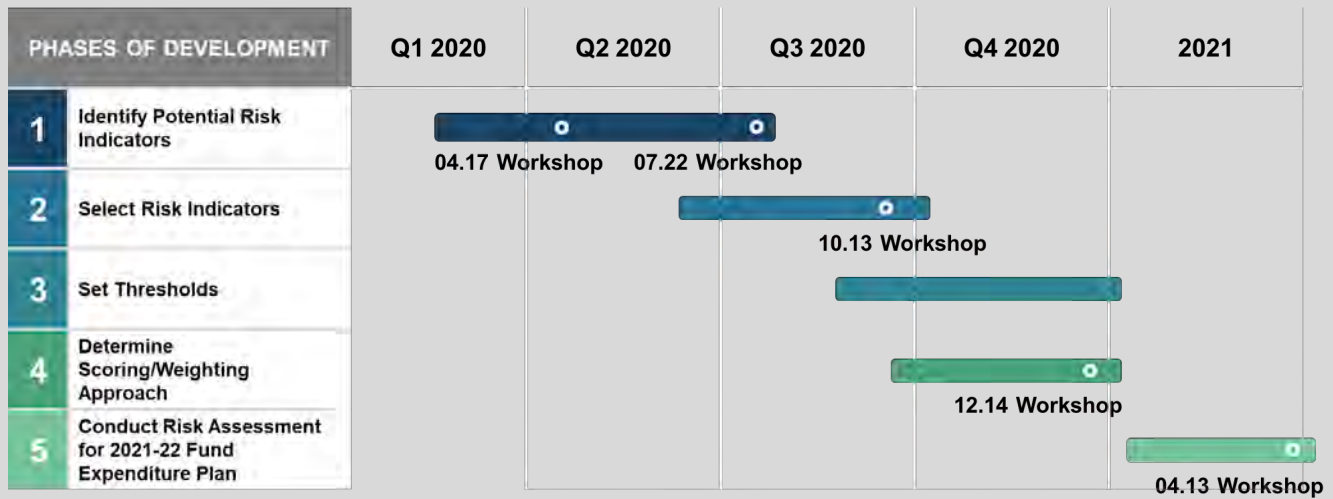 PHASES OF DEVELOPMENT
Q1 2020
Q2 2020
Q3 2020
Q4 2020
2021
1
Identify Potential Risk
Indicators
04.17 Workshop
07.22 Workshop
2
Select Risk Indicators
10.13 Workshop
3
Set Thresholds
4
Determine
Scoring/Weighting
Approach
12.14 Workshop
5
Conduct Risk Assessment
for 2021-22 Fund
Expenditure Plan
04.13 Workshop